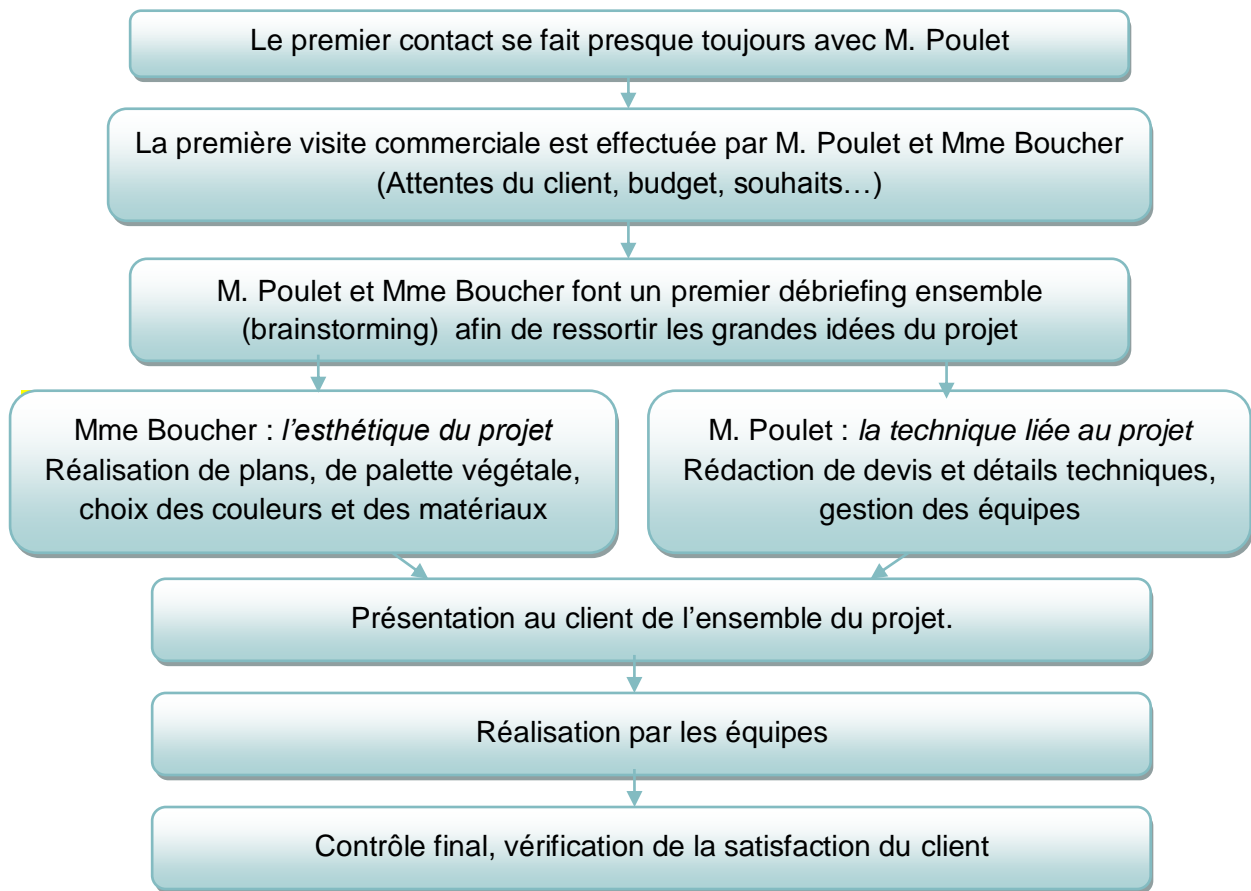 Le premier contact se fait presque toujours avec M. Poulet
La première visite commerciale est effectuée par M. Poulet et Mme Boucher
(Attentes du client, budget, souhaits…)
M. Poulet et Mme Boucher font un premier débriefing ensemble
(brainstorming)  afin de ressortir les grandes idées du projet
Mme Boucher : l’esthétique du projet
Réalisation de plans, de palette végétale,
choix des couleurs et des matériaux
M. Poulet : la technique liée au projet
Rédaction de devis et détails techniques,
gestion des équipes
Présentation au client de l’ensemble du projet.
Réalisation par les équipes
Contrôle final, vérification de la satisfaction du client